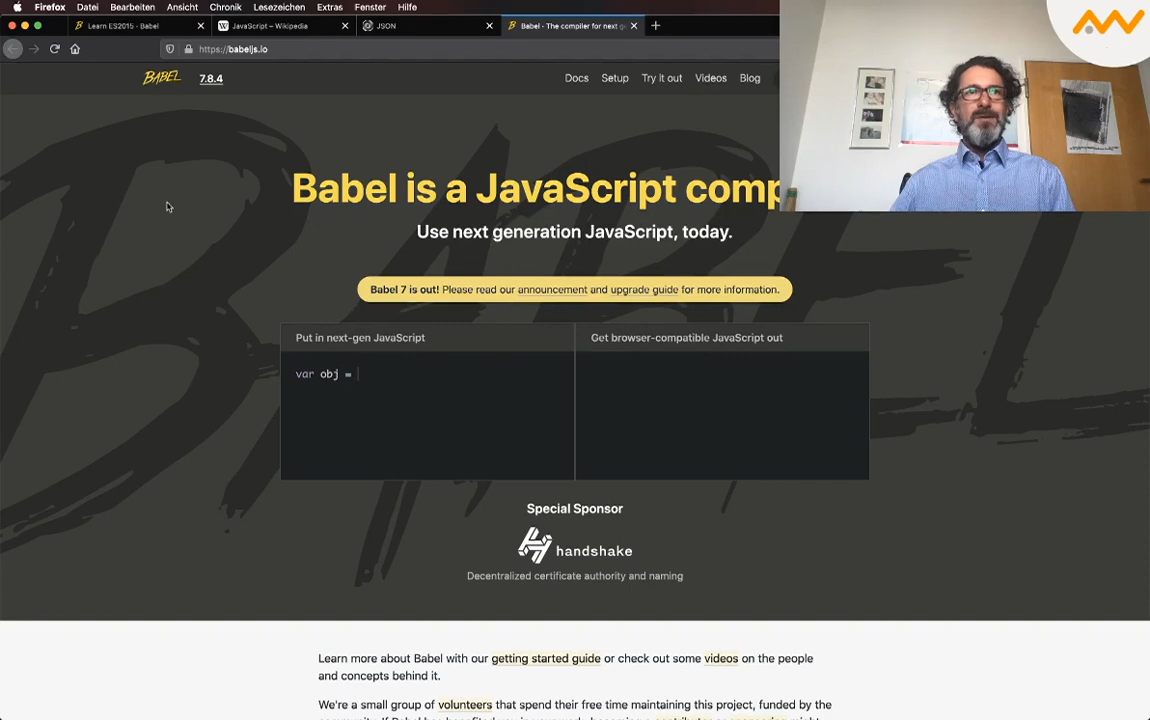 Firefox Datei Bearbeiten Ansicht Chronik Lesezeichen Extras Fenster Hilfe
Learn ES2015 · Babel
JavaScript – Wikipedia
JSON
Babel · The compiler for next g
https://babeljs.io
BABEL 7.8.4
Docs Setup Try it out Videos Blog
BABEL
Babel is a JavaScript comp
Use next generation JavaScript, today.
Babel 7 is out! Please read our announcement and upgrade guide for more information.
Put in next-gen JavaScript
Get browser-compatible JavaScript out
var obj =
Special Sponsor
handshake
Decentralized certificate authority and naming
Learn more about Babel with our getting started guide or check out some videos on the people
and concepts behind it.
We're a small group of volunteers that spend their free time maintaining this project, funded by the